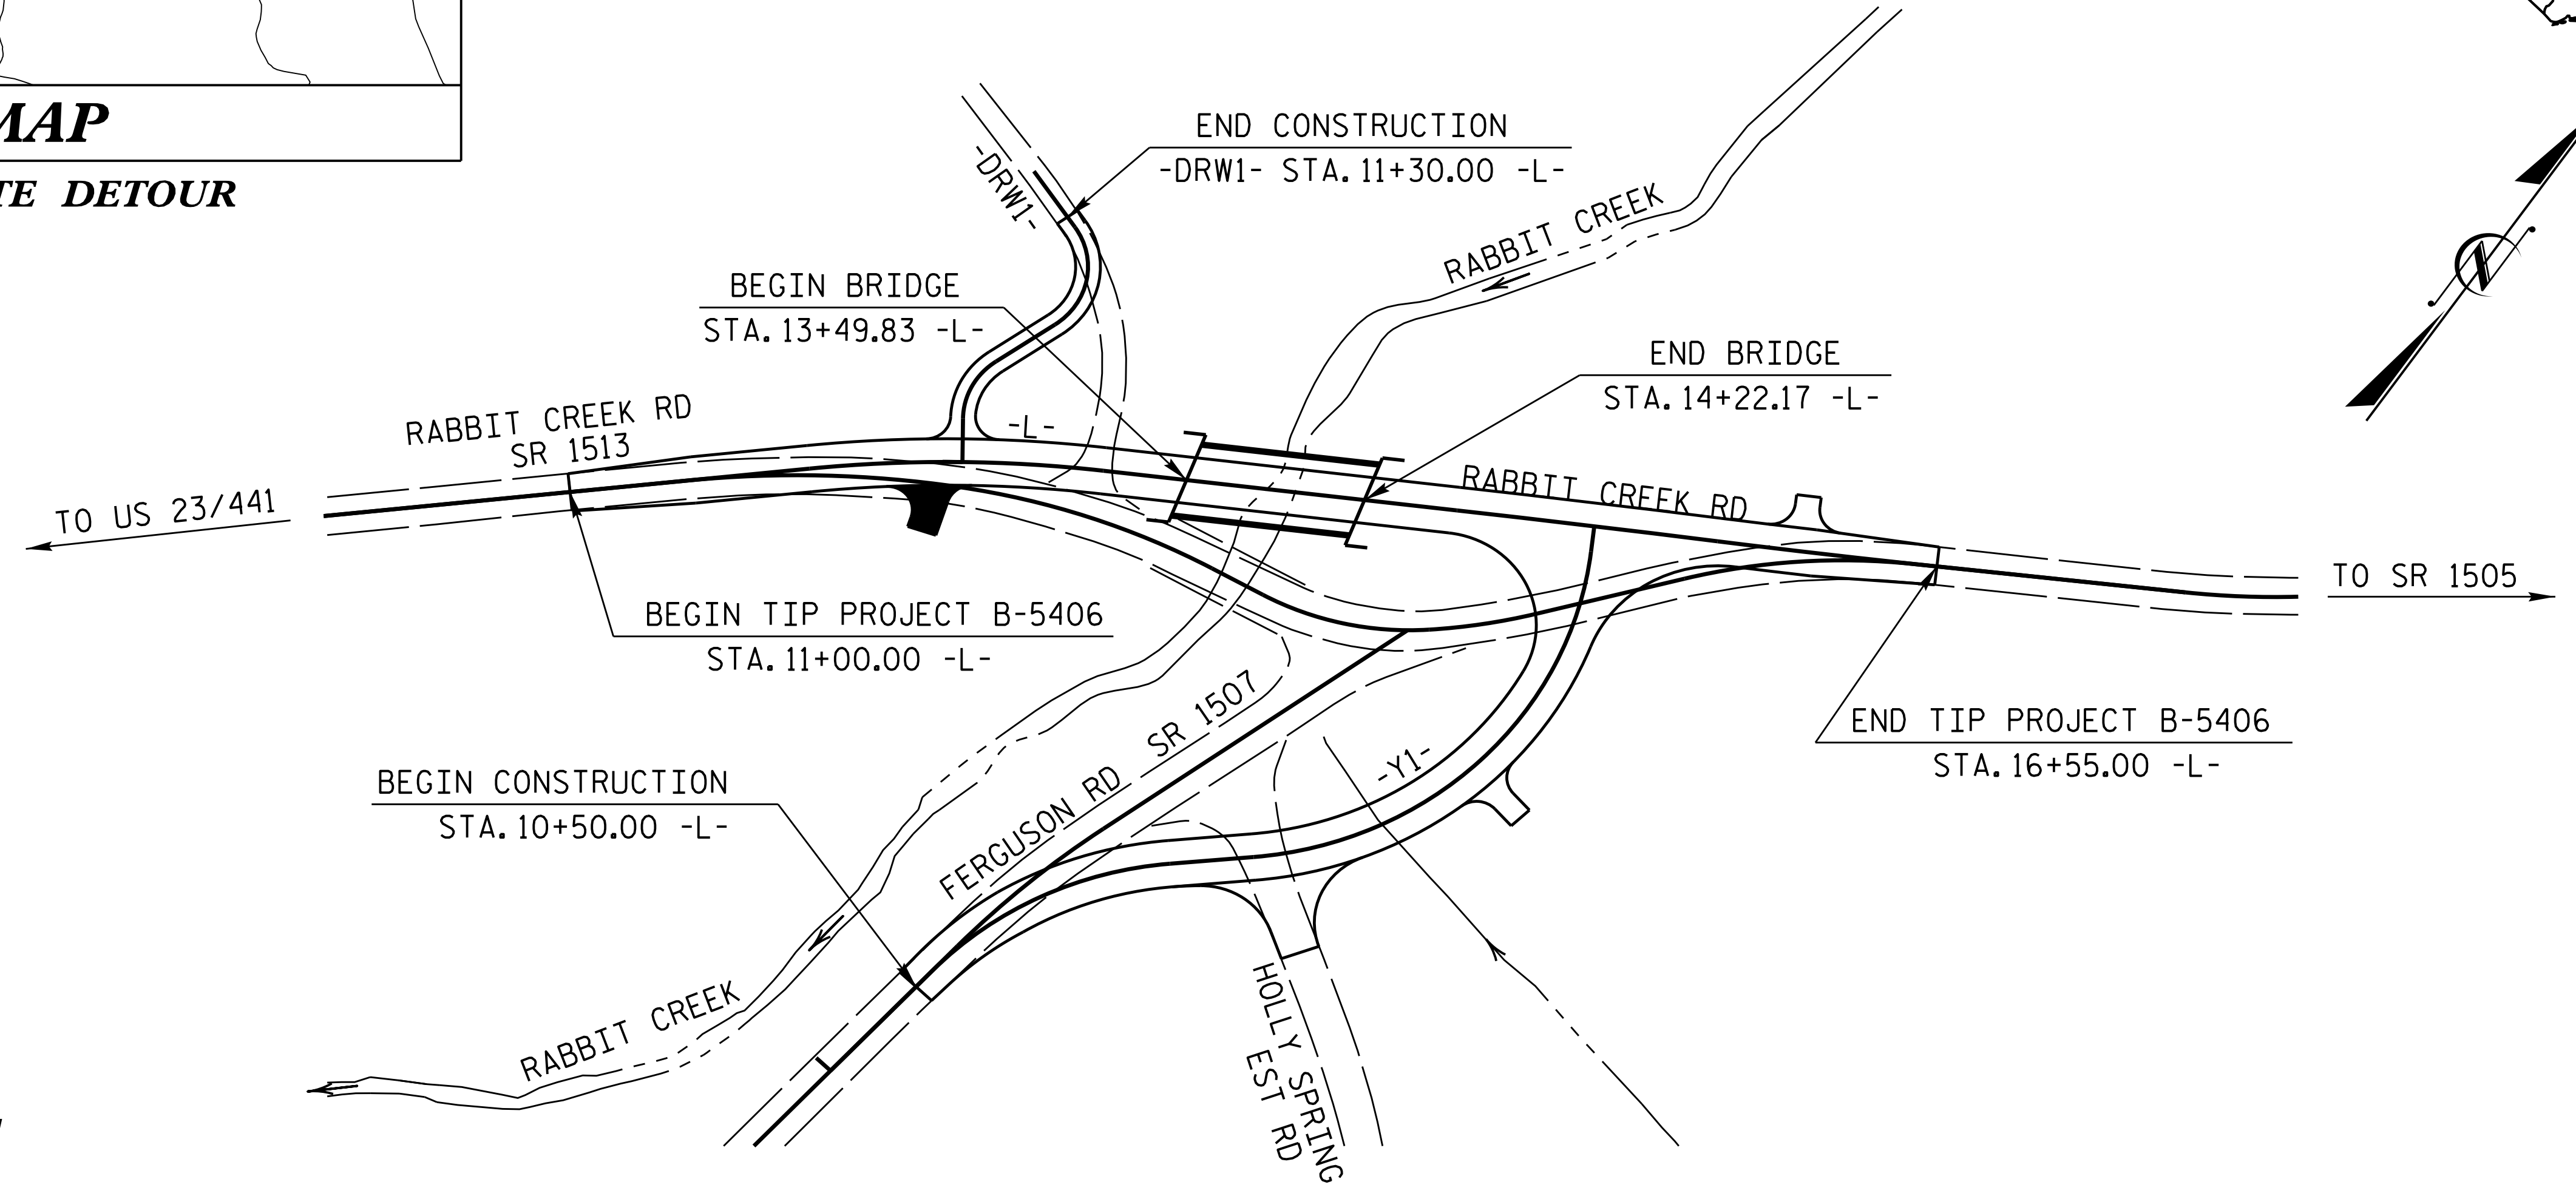 MAP
TE DETOUR
END CONSTRUCTION
-DRW1- STA. 11+30.00 -L-
-DRW1-
RABBIT CREEK
BEGIN BRIDGE
STA. 13+49.83 -L-
END BRIDGE
STA. 14+22.17 -L-
N
RABBIT CREEK RD
SR 1513
-L-
RABBIT CREEK RD
TO US 23/441
TO SR 1505
BEGIN TIP PROJECT B-5406
STA. 11+00.00 -L-
SR 1507
FERGUSON RD
-Y1-
END TIP PROJECT B-5406
STA. 16+55.00 -L-
BEGIN CONSTRUCTION
STA. 10+50.00 -L-
RABBIT CREEK
HOLLY SPRING
EST RD